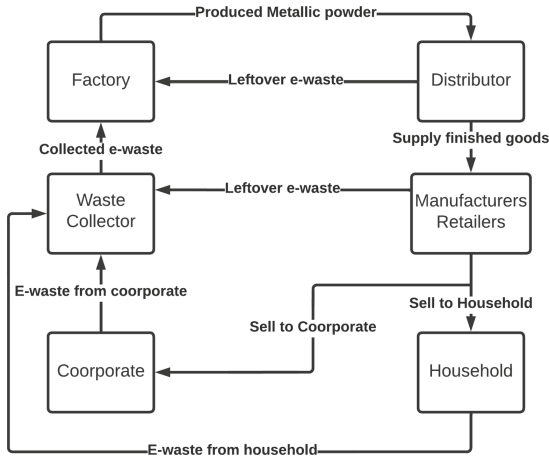 Produced Metallic powder
Factory
Leftover e-waste
Distributor
Collected e-waste
Supply finished goods
Waste
Collector
Leftover e-waste
Manufacturers
Retailers
E-waste from coorporate
Sell to Household
Sell to Coorporate
Coorporate
Household
E-waste from household